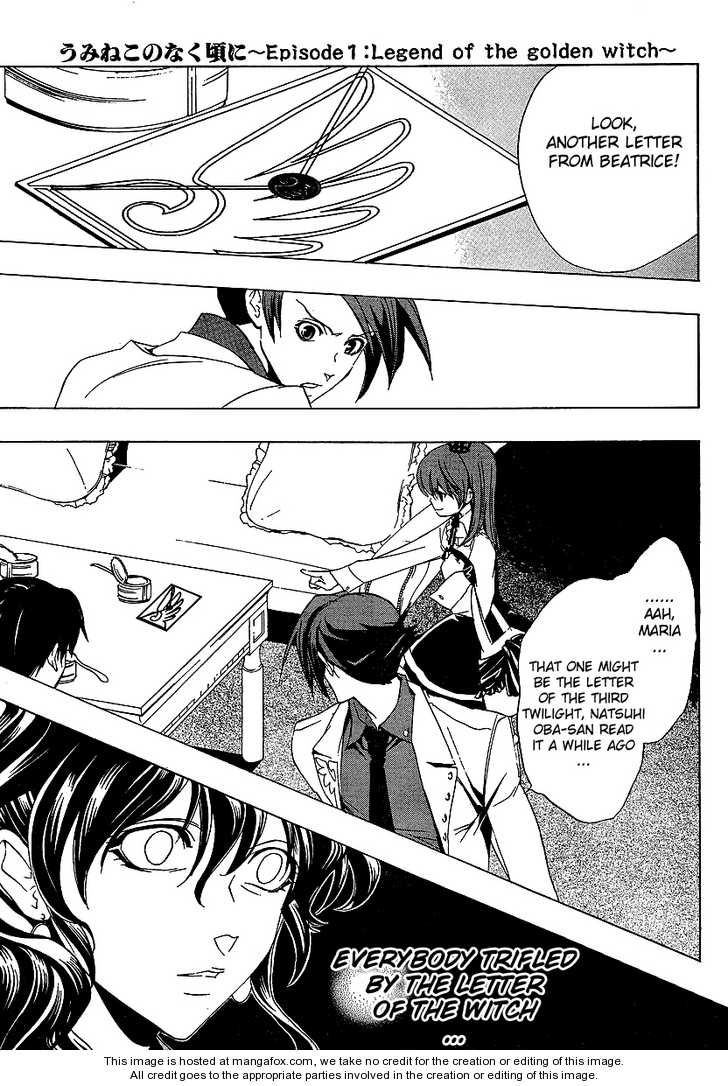 うみねこのなく頃に～Episode1:Legend of the golden witch～
LOOK,
ANOTHER LETTER
FROM BEATRICE!
......
AAH,
MARIA
...
THAT ONE MIGHT
BE THE LETTER
OF THE THIRD
TWILIGHT, NATSUHI
OBA-SAN READ
IT A WHILE AGO
...
EVERYBODY TRIFLED
BY THE LETTER
OF THE WITCH
...
This image is hosted at mangafox.com, we take no credit for the creation or editing of this image.
All credit goes to the appropriate parties involved in the creation or editing of this image.